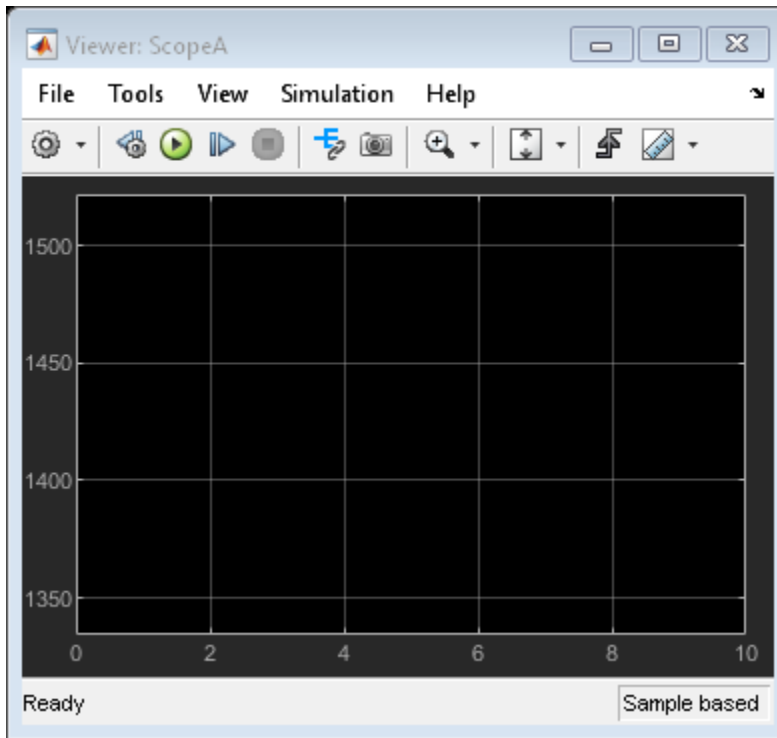 Viewer: ScopeA
File Tools View Simulation Help
1500
1450
1400
1350
0 2 4 6 8 10
Ready Sample based